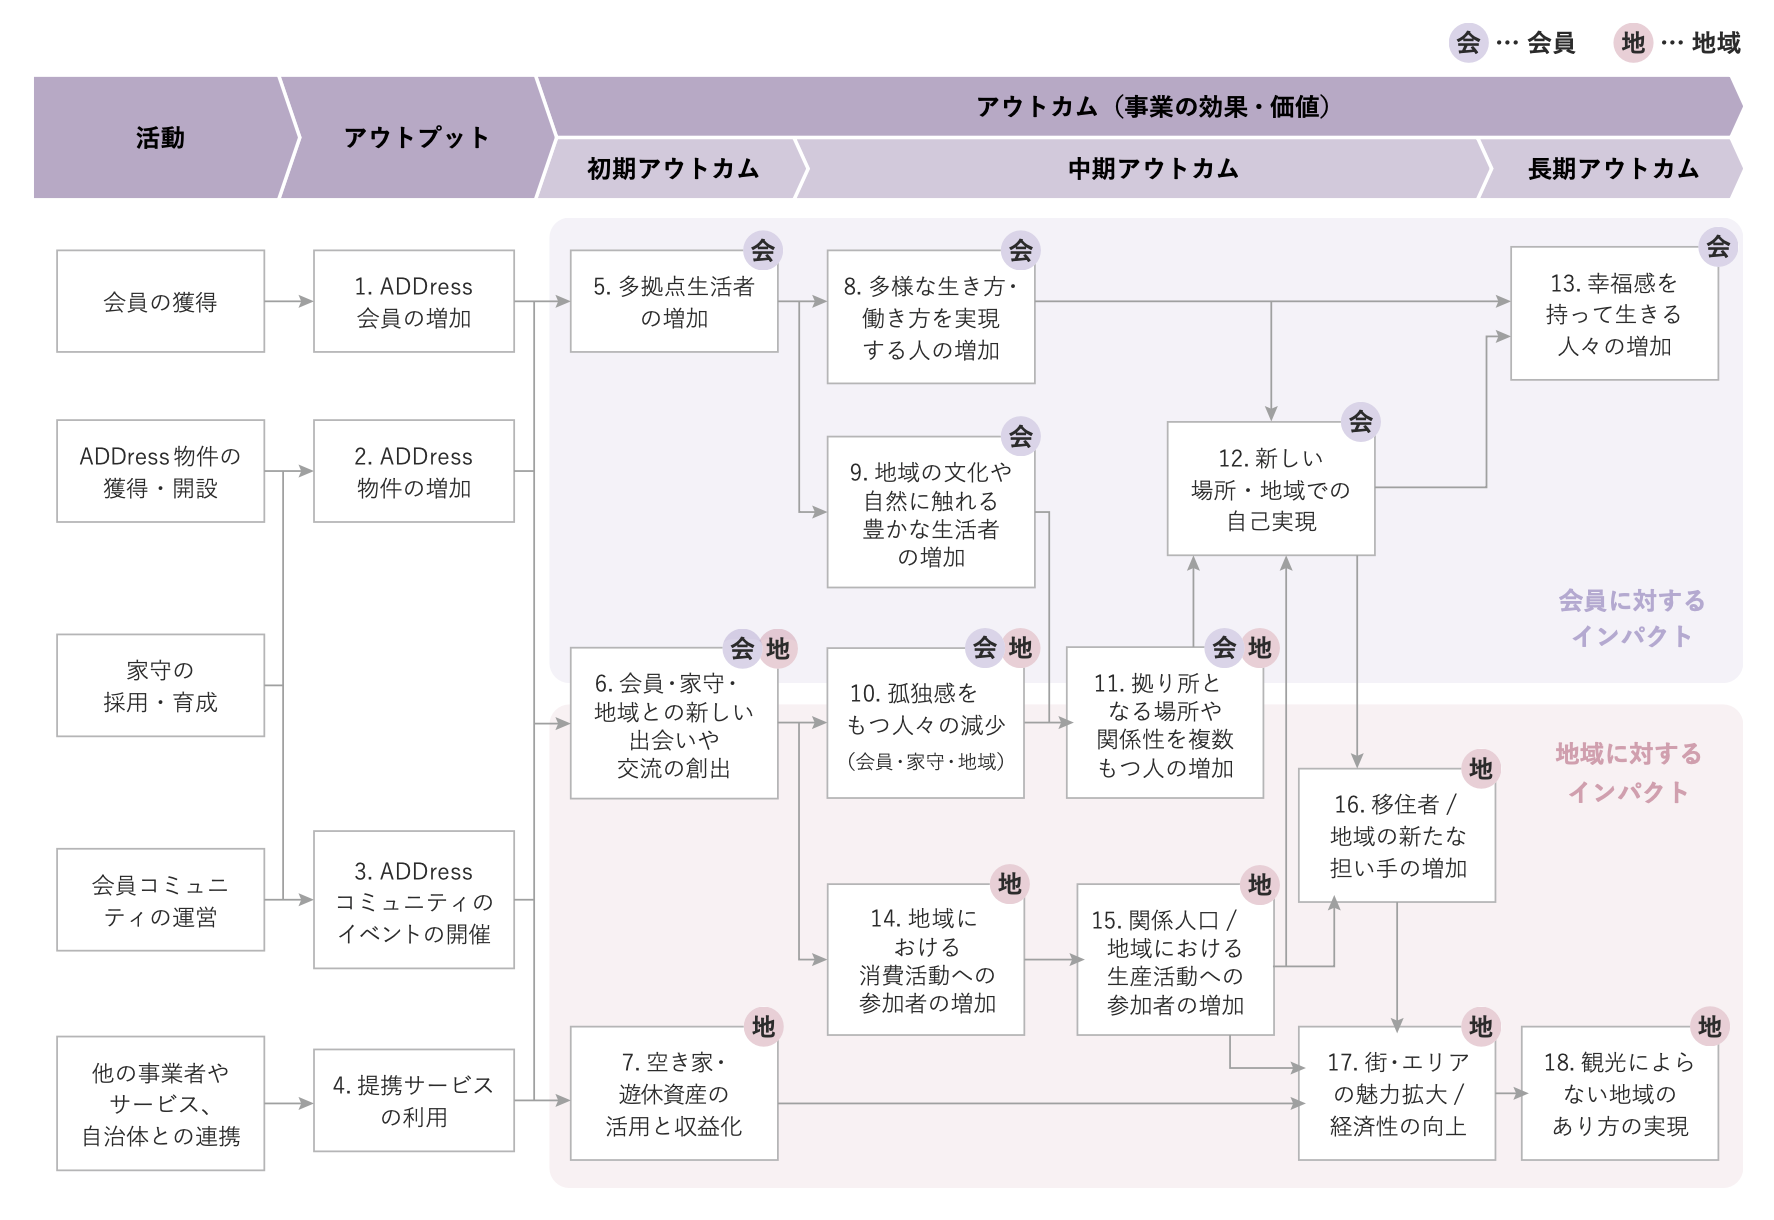 会 … 会員
地 … 地域
活動
アウトプット
アウトカム（事業の効果・価値）
初期アウトカム
中期アウトカム
長期アウトカム
会員の獲得
ADDress 物件の
獲得・開設
家守の
採用・育成
会員コミュニ
ティの運営
他の事業者や
サービス、
自治体との連携
1. ADDress
会員の増加
2. ADDress
物件の増加
3. ADDress
コミュニティの
イベントの開催
4. 提携サービス
の利用
会
5. 多拠点生活者
の増加
会 地
6. 会員・家守・
地域との新しい
出会いや
交流の創出
地
7. 空き家・
遊休資産の
活用と収益化
会
8. 多様な生き方・
働き方を実現
する人の増加
会
9. 地域の文化や
自然に触れる
豊かな生活者
の増加
会 地
10. 孤独感を
もつ人々の減少
（会員・家守・地域）
会 地
11. 拠り所と
なる場所や
関係性を複数
もつ人の増加
会
12. 新しい
場所・地域での
自己実現
会
13. 幸福感を
持って生きる
人々の増加
会員に対する
インパクト
地域に対する
インパクト
地
14. 地域に
おける
消費活動への
参加者の増加
地
15. 関係人口 /
地域における
生産活動への
参加者の増加
地
16. 移住者 /
地域の新たな
担い手の増加
地
17. 街・エリア
の魅力拡大 /
経済性の向上
地
18. 観光によら
ない地域の
あり方の実現